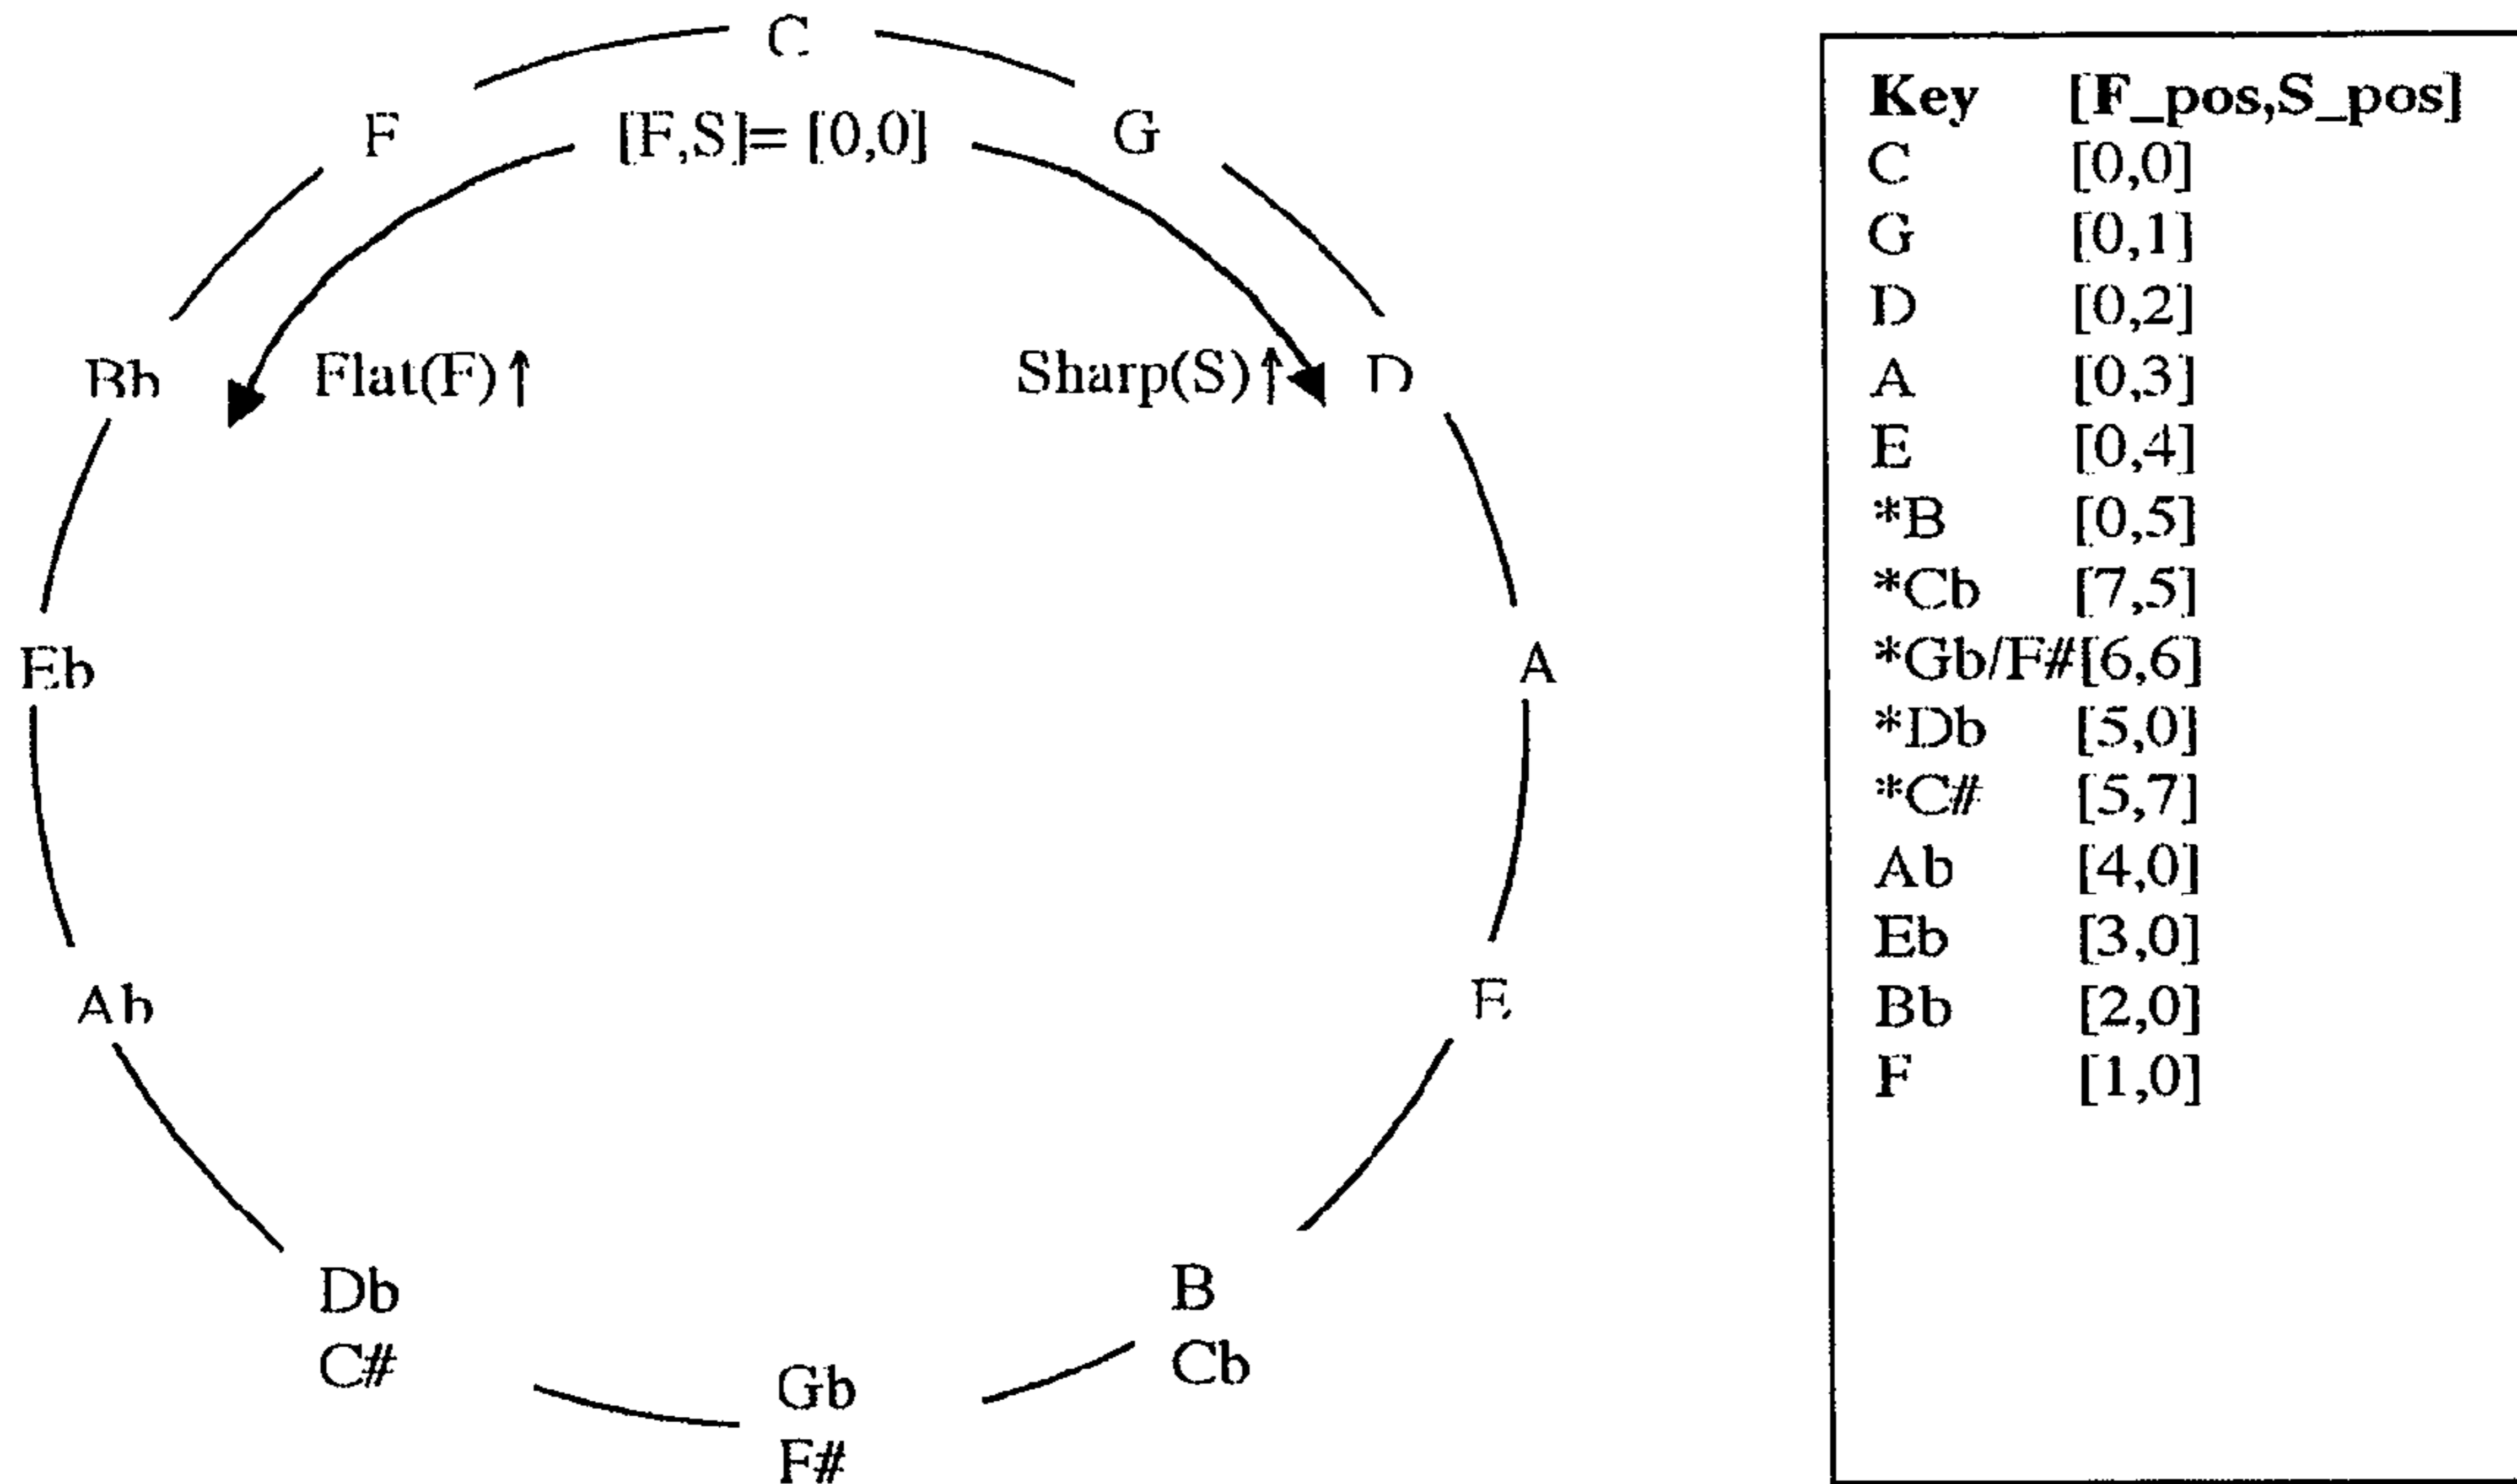 C
F
[F,S]= [0,0]
G
Bb
Flat(F)↑
Sharp(S)↑
D
Eb
A
Ab
E
Db
C#
Gb
F#
B
Cb
Key [F_pos,S_pos]
C [0,0]
G [0,1]
D [0,2]
A [0,3]
E [0,4]
*B [0,5]
*Cb [7,5]
*Gb/F#[6,6]
*Db [5,0]
*C# [5,7]
Ab [4,0]
Eb [3,0]
Bb [2,0]
F [1,0]